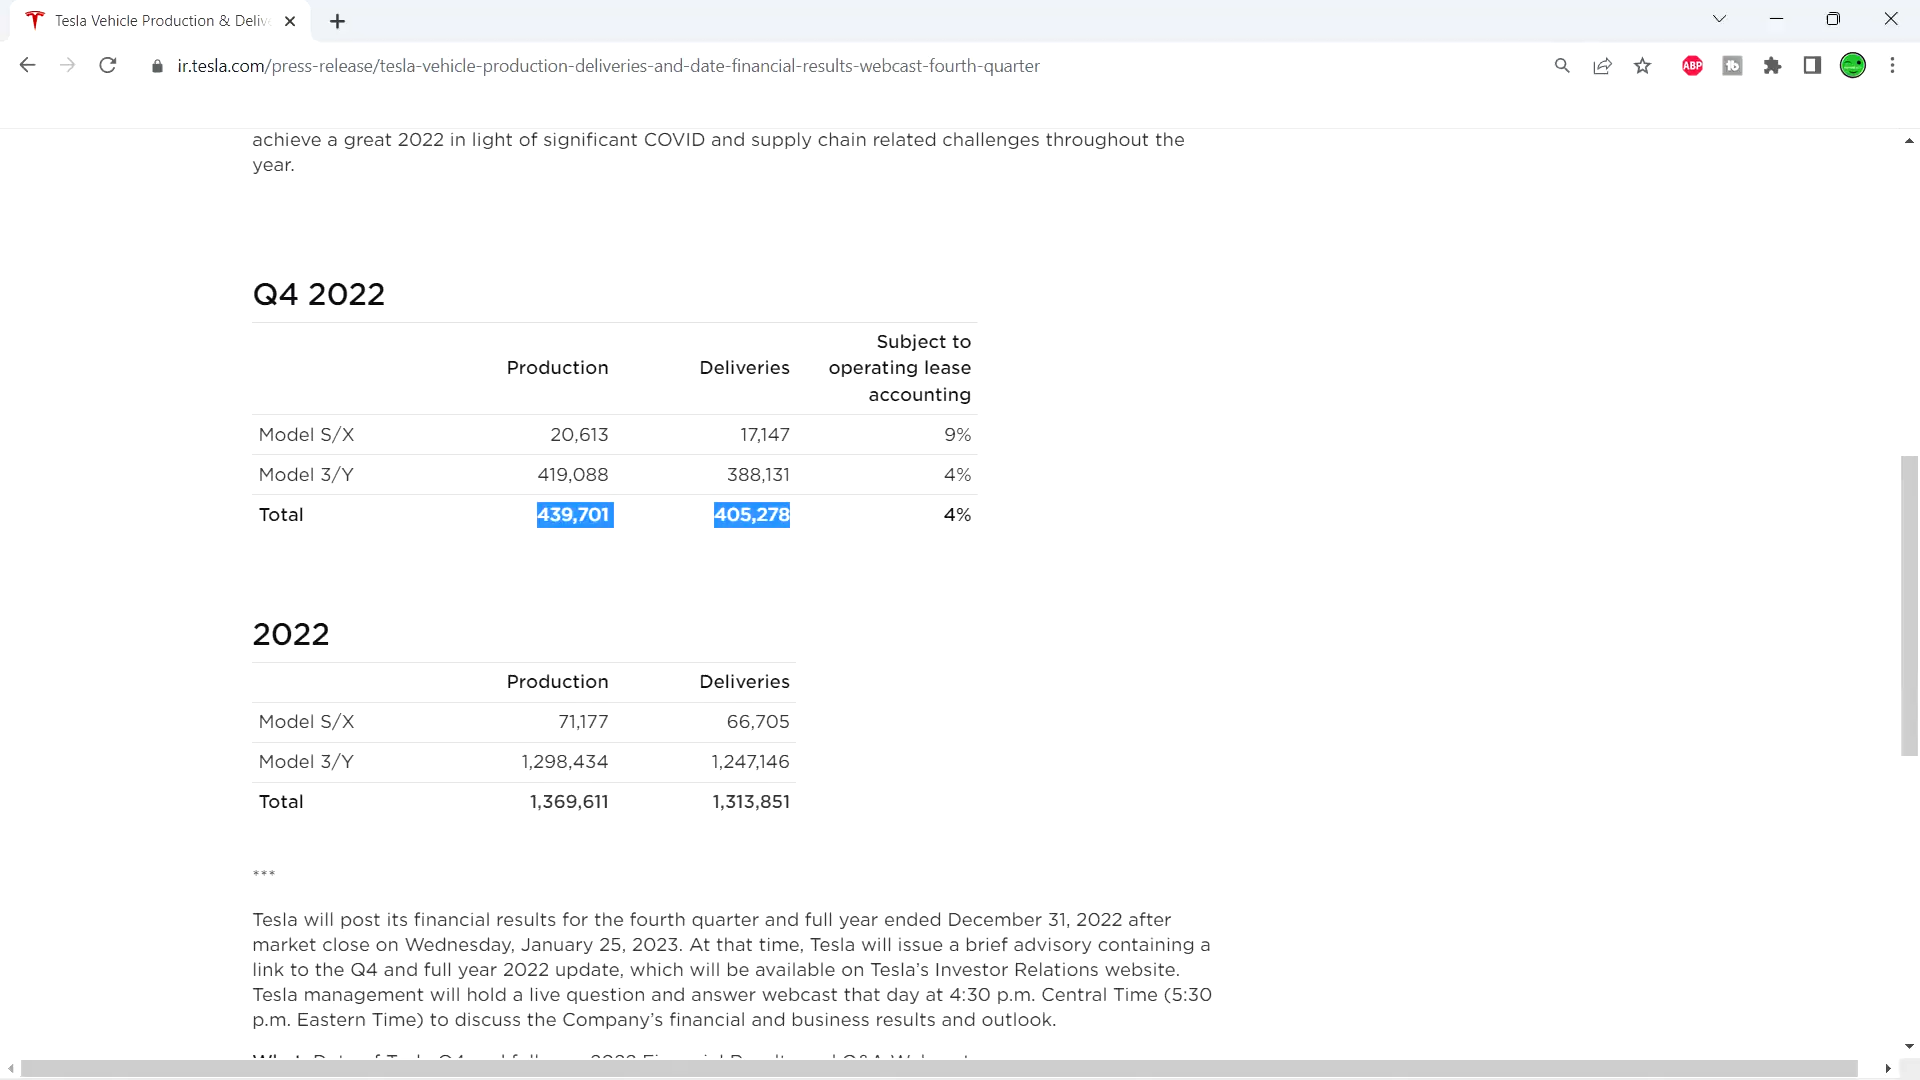 Tesla Vehicle Production & Deliv
ir.tesla.com/press-release/tesla-vehicle-production-deliveries-and-date-financial-results-webcast-fourth-quarter
ABP
achieve a great 2022 in light of significant COVID and supply chain related challenges throughout the
year.
Q4 2022
Production Deliveries Subject to
operating lease
accounting
Model S/X 20,613 17,147 9%
Model 3/Y 419,088 388,131 4%
Total 439,701 405,278 4%
2022
Production Deliveries
Model S/X 71,177 66,705
Model 3/Y 1,298,434 1,247,146
Total 1,369,611 1,313,851
***
Tesla will post its financial results for the fourth quarter and full year ended December 31, 2022 after
market close on Wednesday, January 25, 2023. At that time, Tesla will issue a brief advisory containing a
link to the Q4 and full year 2022 update, which will be available on Tesla’s Investor Relations website.
Tesla management will hold a live question and answer webcast that day at 4:30 p.m. Central Time (5:30
p.m. Eastern Time) to discuss the Company’s financial and business results and outlook.